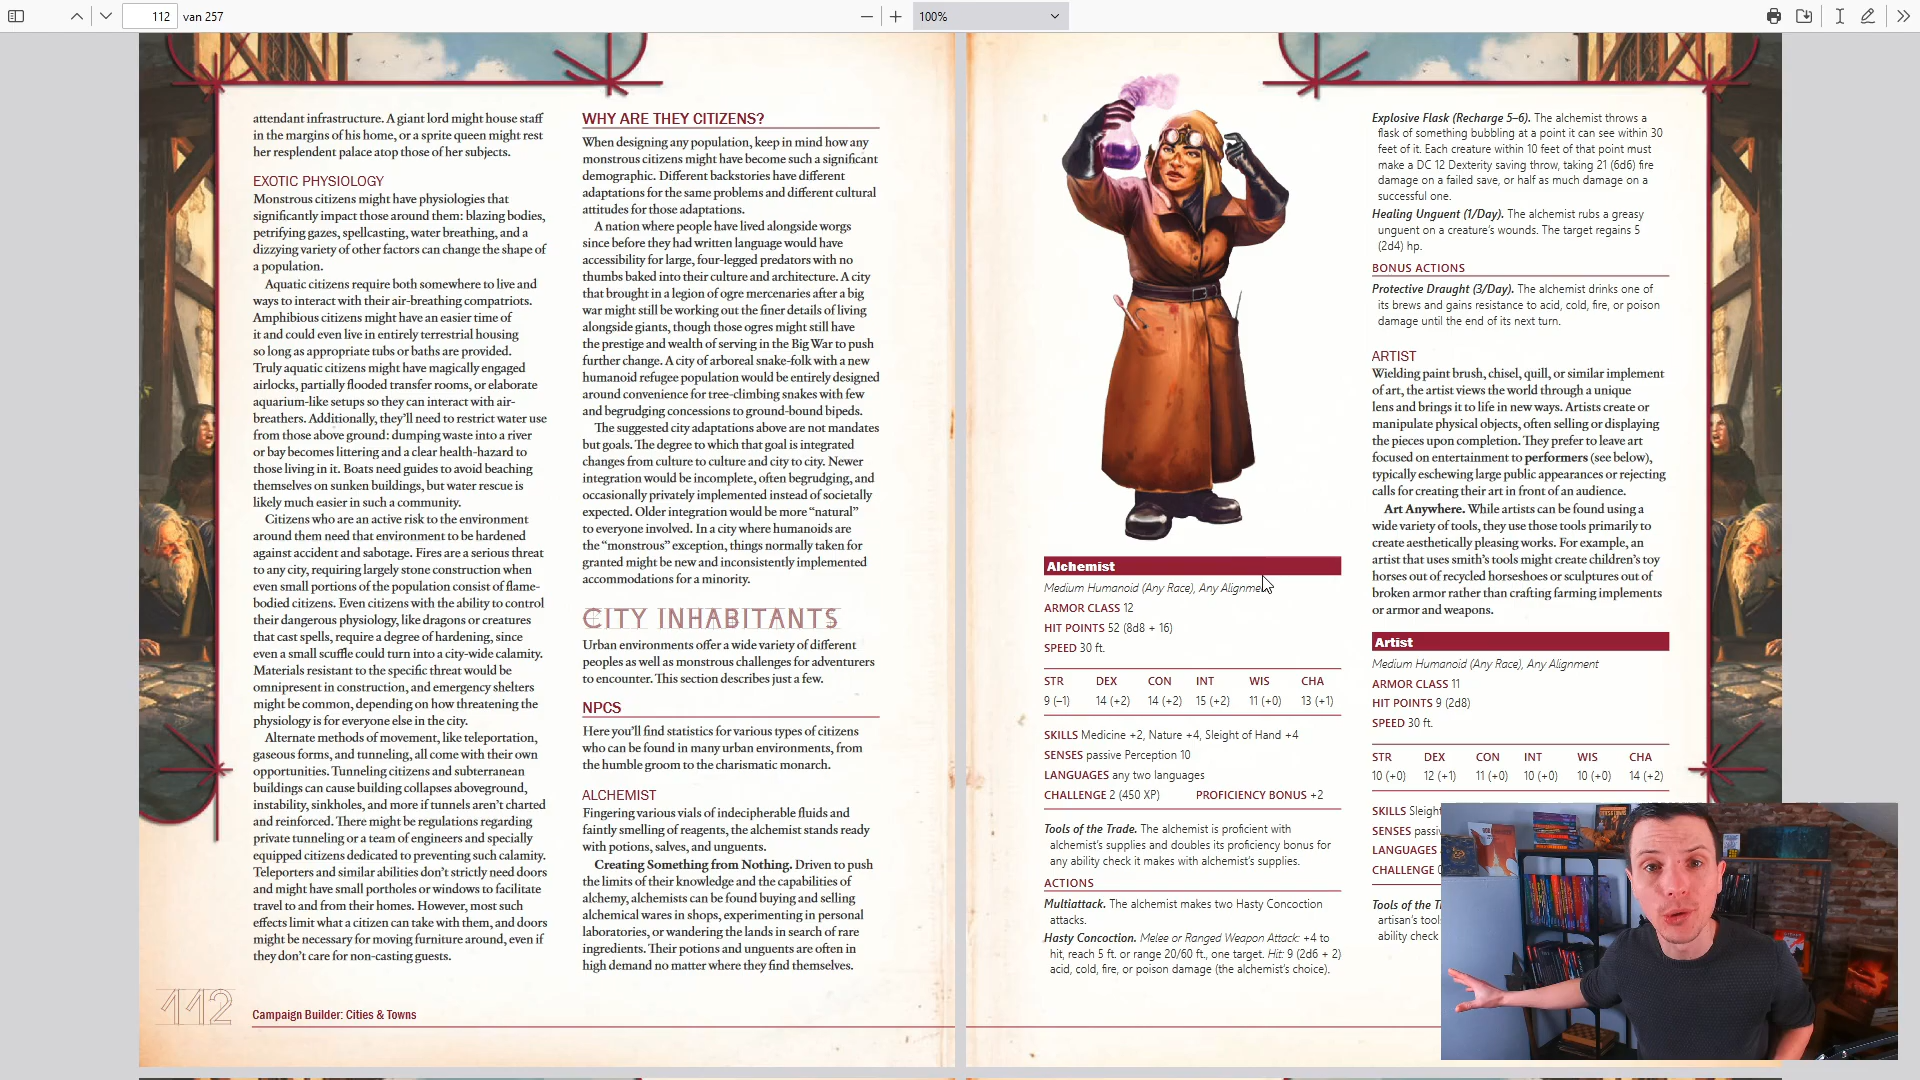 112 van 257
100%
attendant infrastructure. A giant lord might house staff
in the margins of his home, or a sprite queen might rest
her resplendent palace atop those of her subjects.
EXOTIC PHYSIOLOGY
Monstrous citizens might have physiologies that
significantly impact those around them: blazing bodies,
petrifying gazes, spellcasting, water breathing, and a
dizzying variety of other factors can change the shape of
a population.
Aquatic citizens require both somewhere to live and
ways to interact with their air-breathing compatriots.
Amphibious citizens might have an easier time of
it and could even live in entirely terrestrial housing
so long as appropriate tubs or baths are provided.
Truly aquatic citizens might have magically engaged
airlocks, partially flooded transfer rooms, or elaborate
aquarium-like setups so they can interact with air-
breathers. Additionally, they'll need to restrict water use
from those above ground: dumping waste into a river
or bay becomes littering and a clear health-hazard to
those living in it. Boats need guides to avoid beaching
themselves on sunken buildings, but water rescue is
likely much easier in such a community.
Citizens who are an active risk to the environment
around them need that environment to be hardened
against accident and sabotage. Fires are a serious threat
to any city, requiring largely stone construction when
even small portions of the population consist of flame-
bodied citizens. Even citizens with the ability to control
their dangerous physiology, like dragons or creatures
that cast spells, require a degree of hardening, since
even a small scuffle could turn into a city-wide calamity.
Materials resistant to the specific threat would be
omnipresent in construction, and emergency shelters
might be common, depending on how threatening the
physiology is for everyone else in the city.
Alternate methods of movement, like teleportation,
gaseous forms, and tunneling, all come with their own
opportunities. Tunneling citizens and subterranean
buildings can cause building collapses aboveground,
instability, sinkholes, and more if tunnels aren't charted
and reinforced. There might be regulations regarding
private tunneling or a team of engineers and specially
equipped citizens dedicated to preventing such calamity.
Teleporters and similar abilities don't strictly need doors
and might have small portholes or windows to facilitate
travel to and from their homes. However, most such
effects limit what a citizen can take with them, and doors
might be necessary for moving furniture around, even if
they don't care for non-casting guests.
WHY ARE THEY CITIZENS?
When designing any population, keep in mind how any
monstrous citizens might have become such a significant
demographic. Different backstories have different
adaptations for the same problems and different cultural
attitudes for those adaptations.
A nation where people have lived alongside worgs
since before they had written language would have
accessibility for large, four-legged predators with no
thumbs baked into their culture and architecture. A city
that brought in a legion of ogre mercenaries after a big
war might still be working out the finer details of living
alongside giants, though those ogres might still have
the prestige and wealth of serving in the Big War to push
further change. A city of arboreal snake-folk with a new
humanoid refugee population would be entirely designed
around convenience for tree-climbing snakes with few
and begrudging concessions to ground-bound bipeds.
The suggested city adaptations above are not mandates
but goals. The degree to which that goal is integrated
changes from culture to culture and city to city. Newer
integration would be incomplete, often begrudging, and
occasionally privately implemented instead of societally
expected. Older integration would be more “natural”
to everyone involved. In a city where humanoids are
the “monstrous” exception, things normally taken for
granted might be new and inconsistently implemented
accommodations for a minority.
CITY INHABITANTS
Urban environments offer a wide variety of different
peoples as well as monstrous challenges for adventurers
to encounter. This section describes just a few.
NPCS
Here you'll find statistics for various types of citizens
who can be found in many urban environments, from
the humble groom to the charismatic monarch.
ALCHEMIST
Fingering various vials of indecipherable fluids and
faintly smelling of reagents, the alchemist stands ready
with potions, salves, and unguents.
Creating Something from Nothing. Driven to push
the limits of their knowledge and the capabilities of
alchemy, alchemists can be found buying and selling
alchemical wares in shops, experimenting in personal
laboratories, or wandering the lands in search of rare
ingredients. Their potions and unguents are often in
high demand no matter where they find themselves.
112
Campaign Builder: Cities & Towns
Alchemist
Medium Humanoid (Any Race), Any Alignment
ARMOR CLASS 12
HIT POINTS 52 (8d8 + 16)
SPEED 30 ft.
STR DEX CON INT WIS CHA
9 (–1) 14 (+2) 14 (+2) 15 (+2) 11 (+0) 13 (+1)
SKILLS Medicine +2, Nature +4, Sleight of Hand +4
SENSES passive Perception 10
LANGUAGES any two languages
CHALLENGE 2 (450 XP) PROFICIENCY BONUS +2
Tools of the Trade. The alchemist is proficient with
alchemist's supplies and doubles its proficiency bonus for
any ability check it makes with alchemist's supplies.
ACTIONS
Multiattack. The alchemist makes two Hasty Concoction
attacks.
Hasty Concoction. Melee or Ranged Weapon Attack: +4 to
hit, reach 5 ft. or range 20/60 ft., one target. Hit: 9 (2d6 + 2)
acid, cold, fire, or poison damage (the alchemist's choice).
Explosive Flask (Recharge 5–6). The alchemist throws a
flask of something bubbling at a point it can see within 30
feet of it. Each creature within 10 feet of that point must
make a DC 12 Dexterity saving throw, taking 21 (6d6) fire
damage on a failed save, or half as much damage on a
successful one.
Healing Unguent (1/Day). The alchemist rubs a greasy
unguent on a creature's wounds. The target regains 5
(2d4) hp.
BONUS ACTIONS
Protective Draught (3/Day). The alchemist drinks one of
its brews and gains resistance to acid, cold, fire, or poison
damage until the end of its next turn.
ARTIST
Wielding paint brush, chisel, quill, or similar implement
of art, the artist views the world through a unique
lens and brings it to life in new ways. Artists create or
manipulate physical objects, often selling or displaying
the pieces upon completion. They prefer to leave art
focused on entertainment to performers (see below),
typically eschewing large public appearances or rejecting
calls for creating their art in front of an audience.
Art Anywhere. While artists can be found using a
wide variety of tools, they use those tools primarily to
create aesthetically pleasing works. For example, an
artist that uses smith's tools might create children's toy
horses out of recycled horseshoes or sculptures out of
broken armor rather than crafting farming implements
or armor and weapons.
Artist
Medium Humanoid (Any Race), Any Alignment
ARMOR CLASS 11
HIT POINTS 9 (2d8)
SPEED 30 ft.
STR DEX CON INT WIS CHA
10 (+0) 12 (+1) 11 (+0) 10 (+0) 10 (+0) 14 (+2)
SKILLS Sleigh
SENSES passiv
LANGUAGES
CHALLENGE
Tools of the T
artisan's tool
ability check